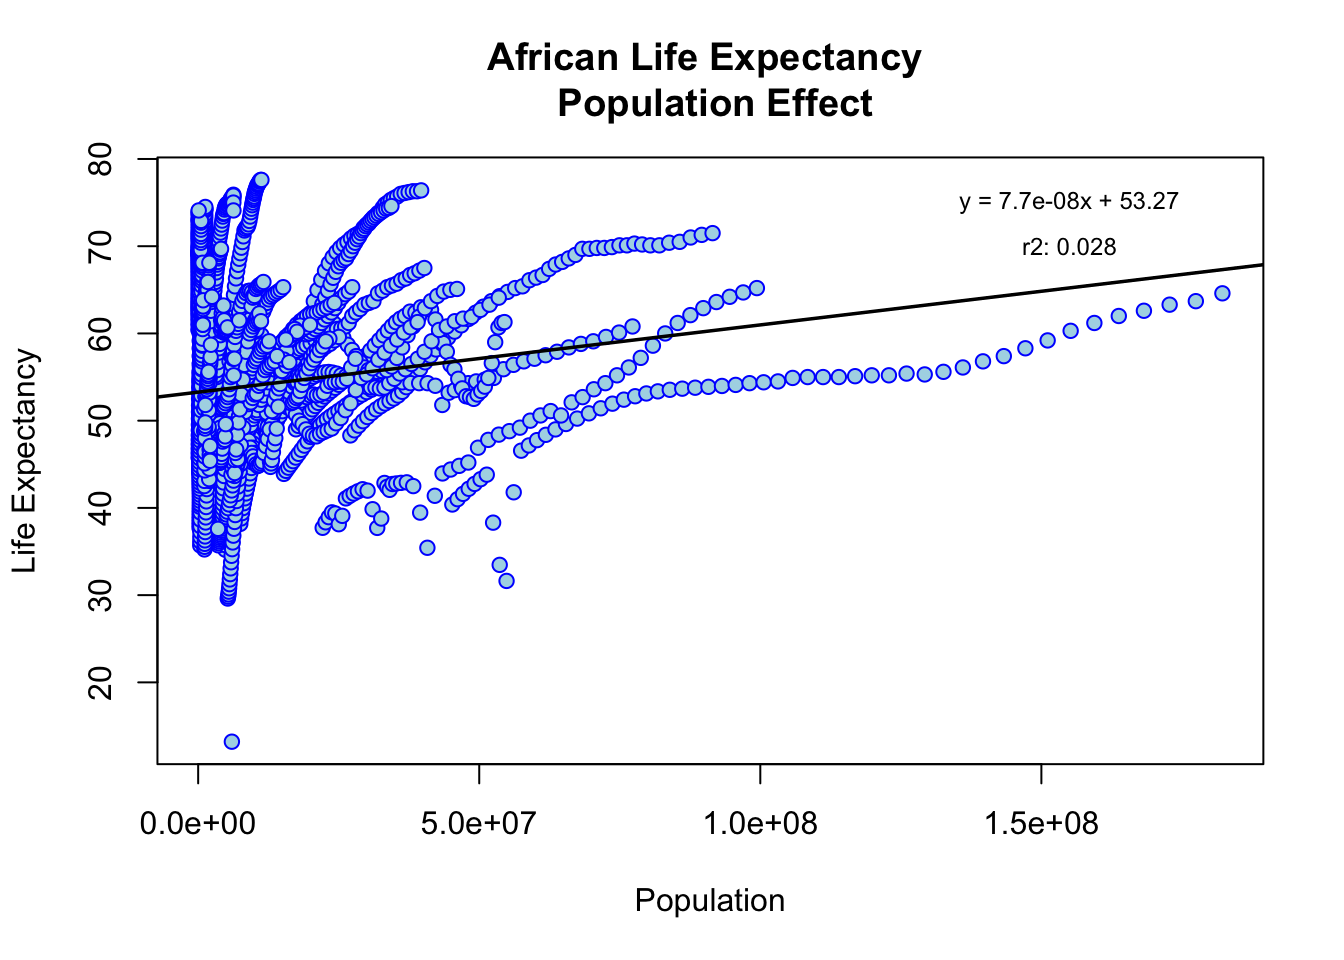 African Life Expectancy
Population Effect
y = 7.7e-08x + 53.27
r2: 0.028
Life Expectancy
80
70
60
50
40
30
20
0.0e+00 5.0e+07 1.0e+08 1.5e+08
Population